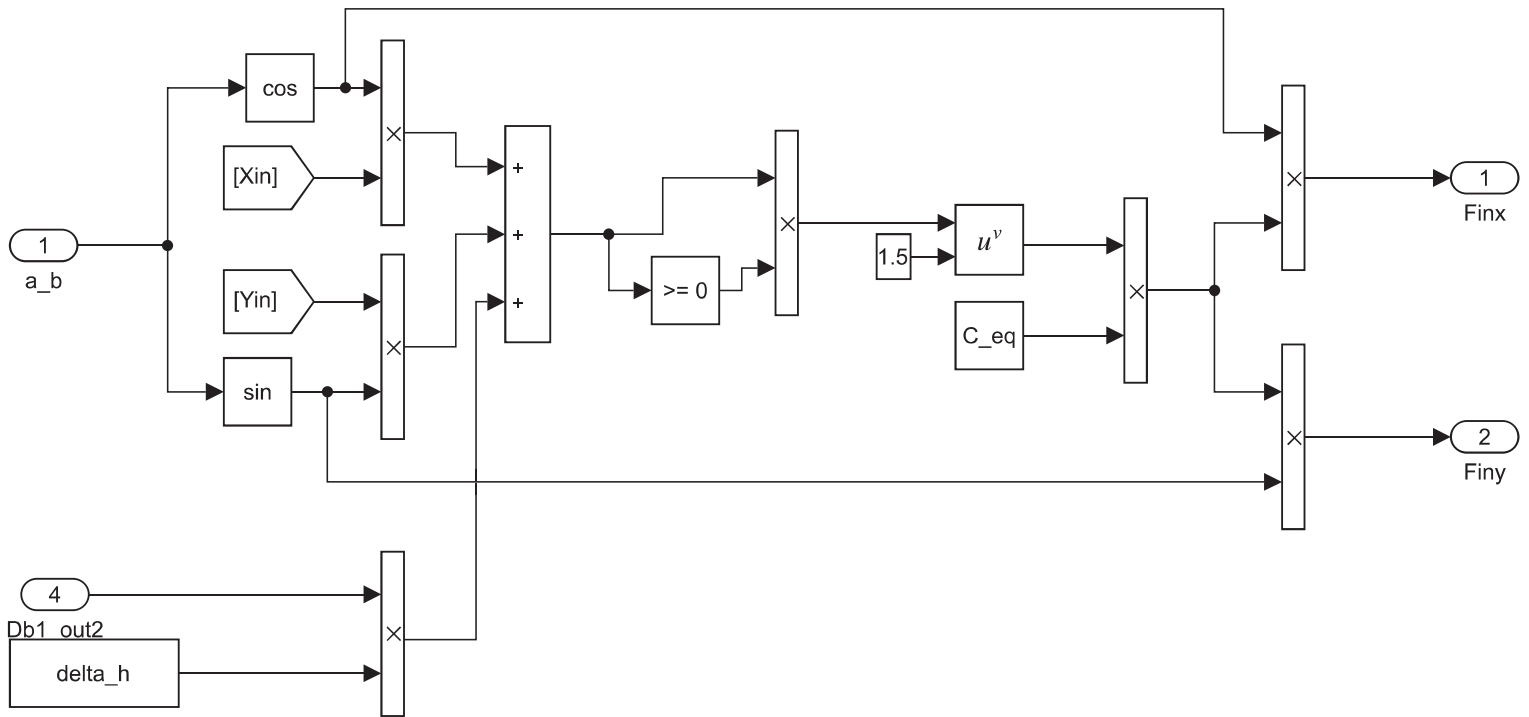 cos
×
[Xin]
+
1
a_b
×
+
>= 0
×
1.5
u^v
C_eq
×
×
1
Finx
[Yin]
+
×
sin
×
2
Finy
4
Db1_out2
×
delta_h